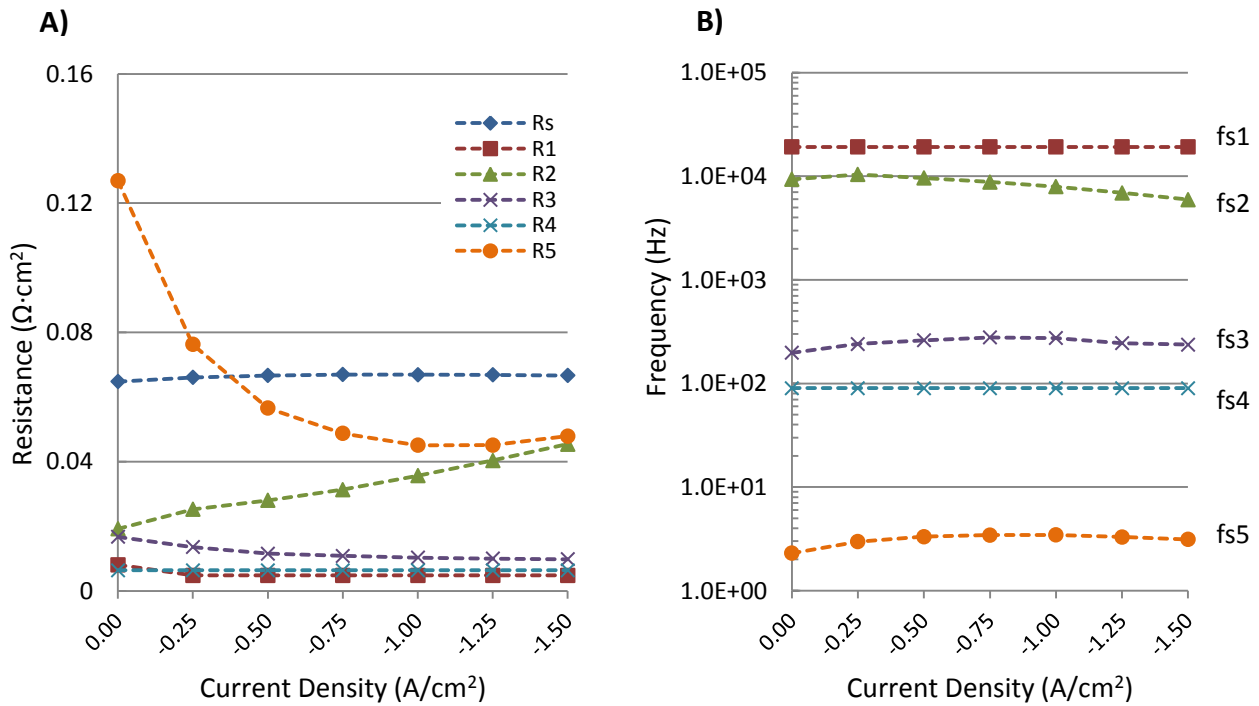 A)
0.16
0.12
0.08
0.04
0
Resistance (Ω·cm²)
Rs
R1
R2
R3
R4
R5
0.00
-0.25
-0.50
-0.75
-1.00
-1.25
-1.50
Current Density (A/cm²)
B)
1.0E+05
1.0E+04
1.0E+03
1.0E+02
1.0E+01
1.0E+00
Frequency (Hz)
fs1
fs2
fs3
fs4
fs5
0.00
-0.25
-0.50
-0.75
-1.00
-1.25
-1.50
Current Density (A/cm²)